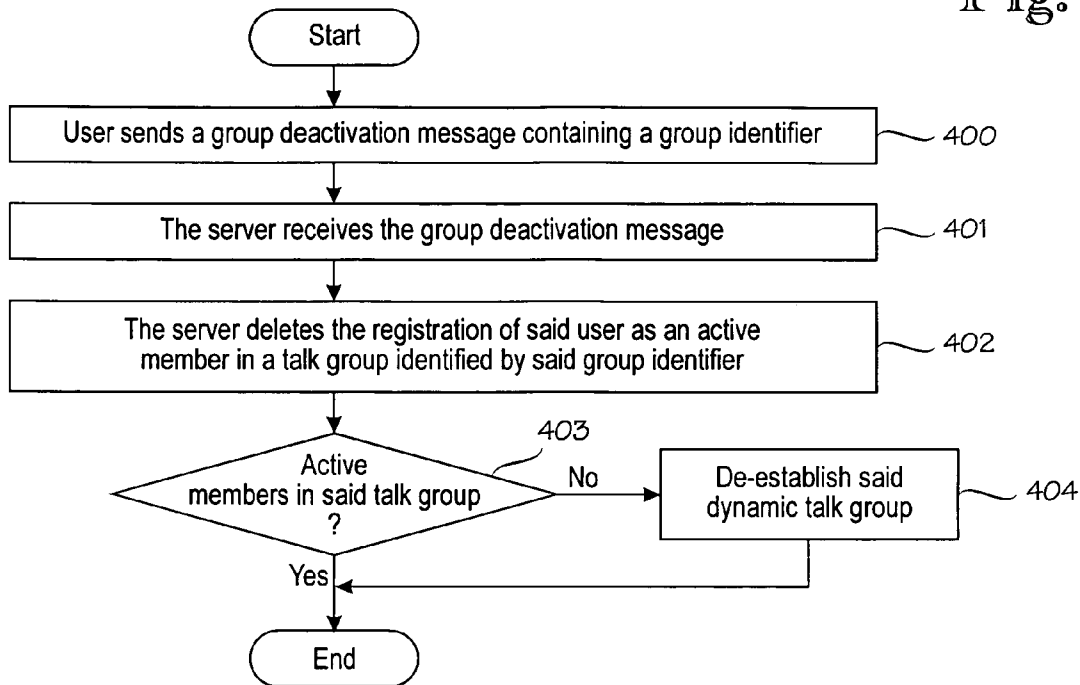 Fig.
Start
User sends a group deactivation message containing a group identifier
400
The server receives the group deactivation message
401
The server deletes the registration of said user as an active
member in a talk group identified by said group identifier
402
403
Active
members in said talk group
?
No
De-establish said
dynamic talk group
404
Yes
End